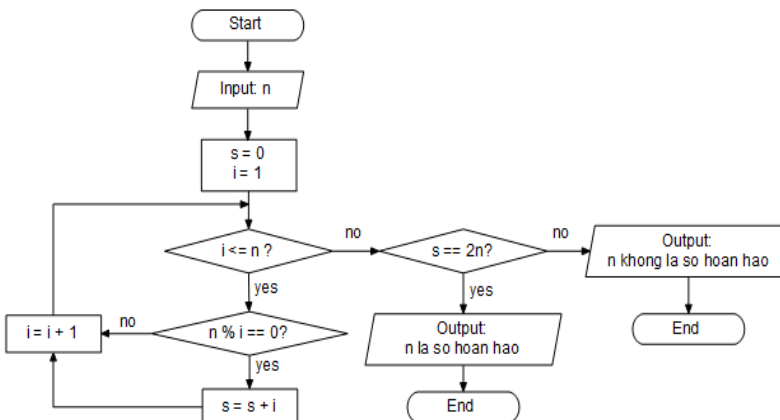 Start
Input: n
s = 0
i = 1
i <= n ?
no
s == 2n?
no
Output:
n khong la so hoan hao
yes
yes
End
i = i + 1
no
n % i == 0?
Output:
n la so hoan hao
yes
s = s + i
End